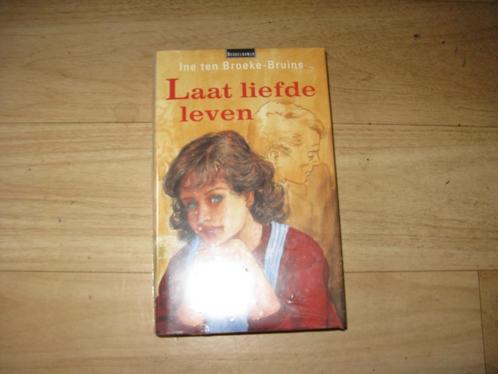 Ine ten Broeke-Bruins
Laat liefde
leven